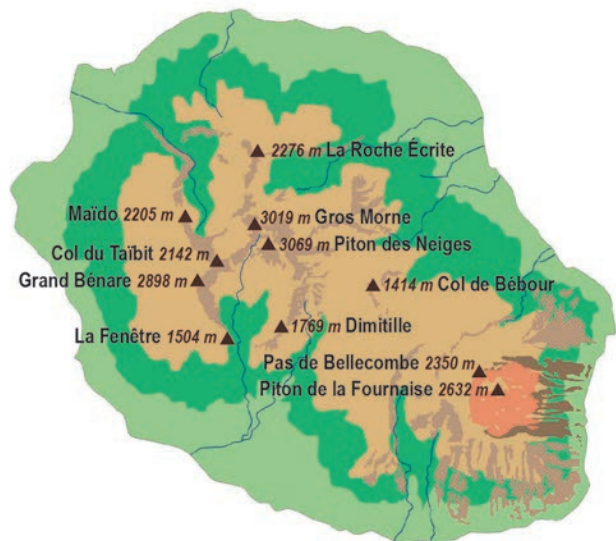 2276 m La Roche Écrite
Maïdo 2205 m
3019 m Gros Morne
3069 m Piton des Neiges
Col du Taïbit 2142 m
Grand Bénare 2898 m
1414 m Col de Bébour
1769 m Dimitille
La Fenêtre 1504 m
Pas de Bellecombe 2350 m
Piton de la Fournaise 2632 m